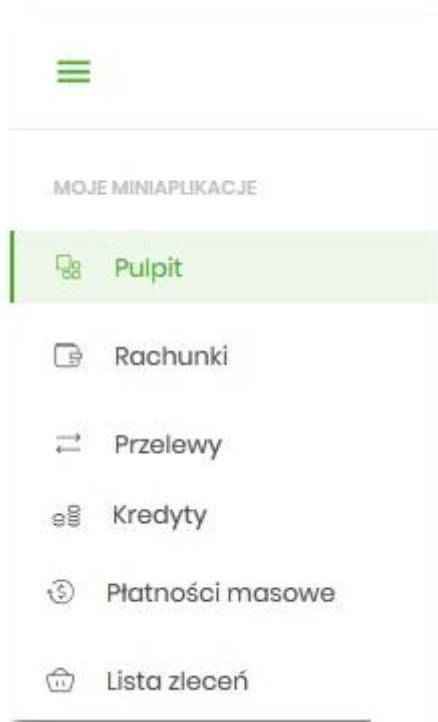 MOJE MINIAPLIKACJE
Pulpit
Rachunki
Przelewy
Kredyty
Płatności masowe
Lista zleceń